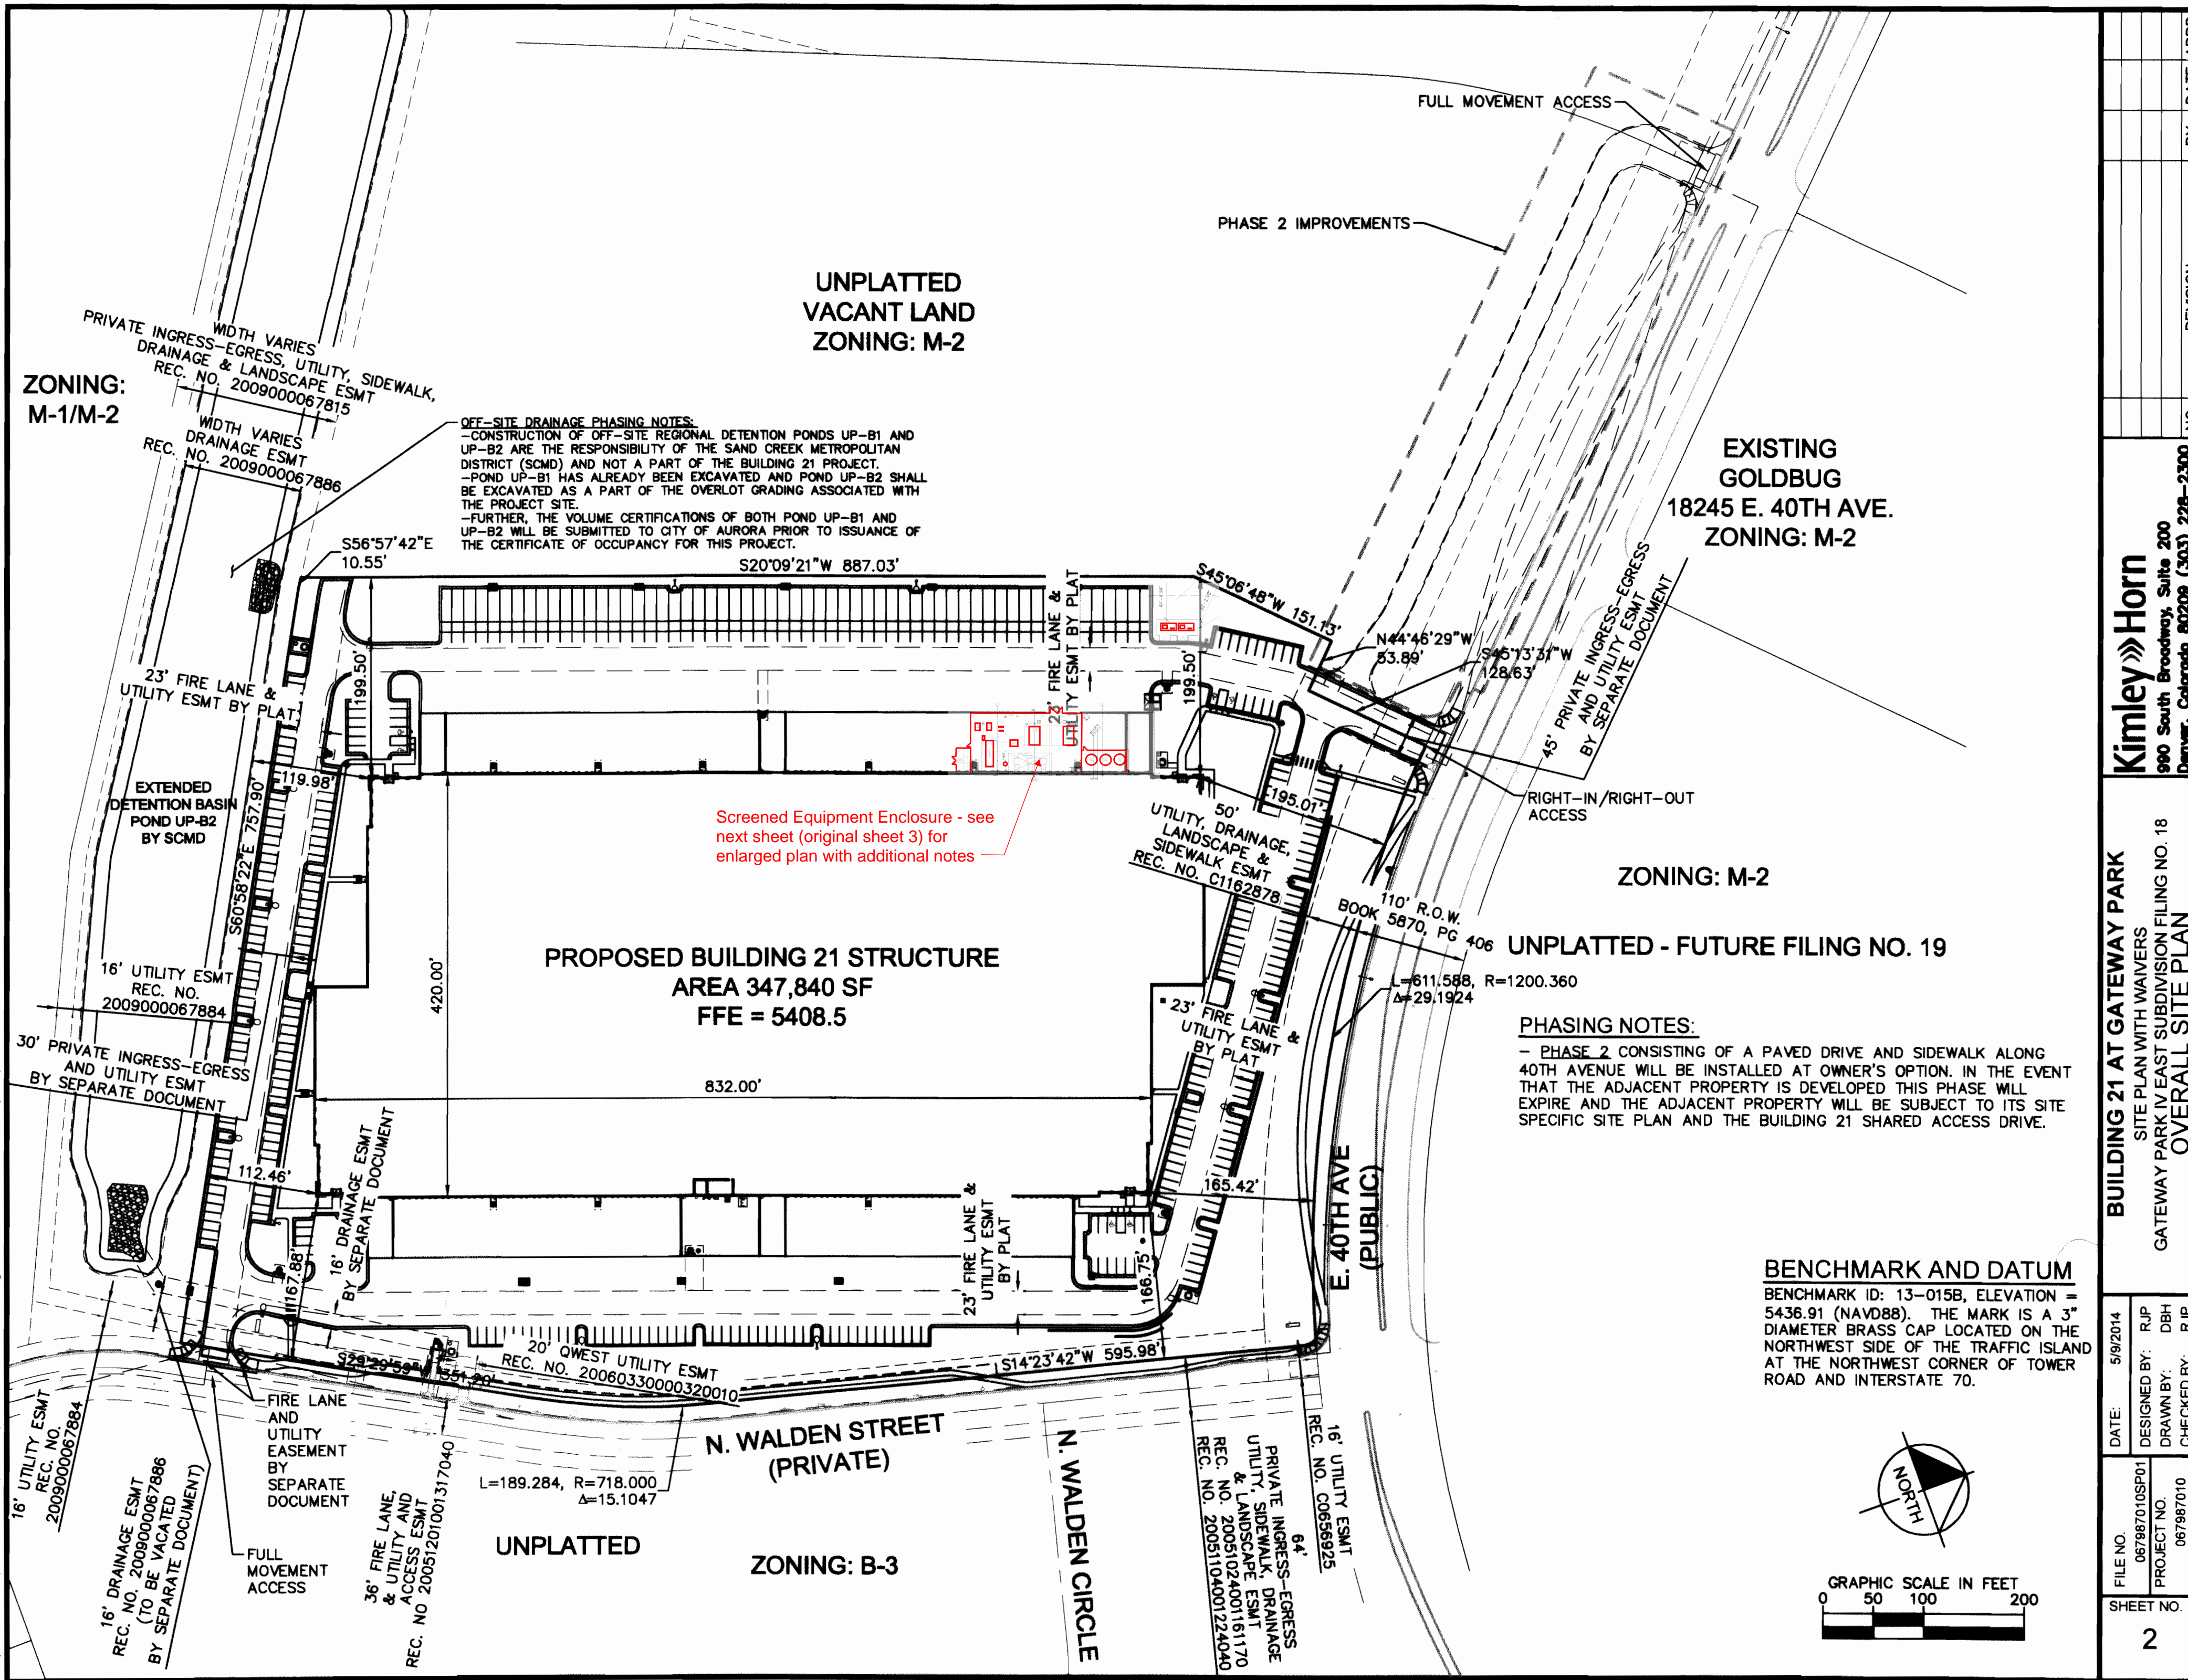 FULL MOVEMENT ACCESS
PHASE 2 IMPROVEMENTS
UNPLATTED
VACANT LAND
ZONING: M-2
WIDTH VARIES
PRIVATE INGRESS-EGRESS, UTILITY, SIDEWALK,
DRAINAGE & LANDSCAPE ESMT
REC. NO. 2009000067815
ZONING:
M-1/M-2
WIDTH VARIES
DRAINAGE ESMT
REC. NO. 2009000067886
OFF-SITE DRAINAGE PHASING NOTES:
-CONSTRUCTION OF OFF-SITE REGIONAL DETENTION PONDS UP-B1 AND
UP-B2 ARE THE RESPONSIBILITY OF THE SAND CREEK METROPOLITAN
DISTRICT (SCMD) AND NOT A PART OF THE BUILDING 21 PROJECT.
-POND UP-B1 HAS ALREADY BEEN EXCAVATED AND POND UP-B2 SHALL
BE EXCAVATED AS A PART OF THE OVERLOT GRADING ASSOCIATED WITH
THE PROJECT SITE.
-FURTHER, THE VOLUME CERTIFICATIONS OF BOTH POND UP-B1 AND
UP-B2 WILL BE SUBMITTED TO CITY OF AURORA PRIOR TO ISSUANCE OF
THE CERTIFICATE OF OCCUPANCY FOR THIS PROJECT.
EXISTING
GOLDBUG
18245 E. 40TH AVE.
ZONING: M-2
S56°57'42"E
10.55'
S20°09'21"W 887.03'
S45°06'48"W 151.13'
N44°46'29"W
53.89'
S45°13'31"W
128.63'
45' PRIVATE INGRESS-EGRESS
AND UTILITY ESMT
BY SEPARATE DOCUMENT
23' FIRE LANE &
UTILITY ESMT BY PLAT
199.50'
23' FIRE LANE &
UTILITY ESMT BY PLAT
199.50'
119.98'
EXTENDED
DETENTION BASIN
POND UP-B2
BY SCMD
S60°58'22"E 757.90'
Screened Equipment Enclosure - see
next sheet (original sheet 3) for
enlarged plan with additional notes
195.01'
RIGHT-IN/RIGHT-OUT
ACCESS
50'
UTILITY, DRAINAGE,
LANDSCAPE &
SIDEWALK ESMT
REC. NO. C1162878
ZONING: M-2
110' R.O.W.
BOOK 5870, PG 406
UNPLATTED - FUTURE FILING NO. 19
L=611.588, R=1200.360
Δ=29.1924
16' UTILITY ESMT
REC. NO.
2009000067884
420.00'
PROPOSED BUILDING 21 STRUCTURE
AREA 347,840 SF
FFE = 5408.5
23' FIRE LANE &
UTILITY ESMT
BY PLAT
30' PRIVATE INGRESS-EGRESS
AND UTILITY ESMT
BY SEPARATE DOCUMENT
832.00'
PHASING NOTES:
- PHASE 2 CONSISTING OF A PAVED DRIVE AND SIDEWALK ALONG
40TH AVENUE WILL BE INSTALLED AT OWNER'S OPTION. IN THE EVENT
THAT THE ADJACENT PROPERTY IS DEVELOPED THIS PHASE WILL
EXPIRE AND THE ADJACENT PROPERTY WILL BE SUBJECT TO ITS SITE
SPECIFIC SITE PLAN AND THE BUILDING 21 SHARED ACCESS DRIVE.
112.46'
16' DRAINAGE ESMT
BY SEPARATE DOCUMENT
167.88'
23' FIRE LANE &
UTILITY ESMT
BY PLAT
165.42'
166.75'
E. 40TH AVE
(PUBLIC)
BENCHMARK AND DATUM
BENCHMARK ID: 13-015B, ELEVATION =
5436.91 (NAVD88). THE MARK IS A 3"
DIAMETER BRASS CAP LOCATED ON THE
NORTHWEST SIDE OF THE TRAFFIC ISLAND
AT THE NORTHWEST CORNER OF TOWER
ROAD AND INTERSTATE 70.
S29°29'59"W 351.20'
20' QWEST UTILITY ESMT
REC. NO. 20060330000320010
S14°23'42"W 595.98'
16' UTILITY ESMT
REC. NO.
2009000067884
16' DRAINAGE ESMT
REC. NO. 2009000067886
(TO BE VACATED
BY SEPARATE DOCUMENT)
FIRE LANE
AND
UTILITY
EASEMENT
BY
SEPARATE
DOCUMENT
FULL
MOVEMENT
ACCESS
36' FIRE LANE,
& UTILITY AND
ACCESS ESMT
REC. NO 20051201001317040
L=189.284, R=718.000
Δ=15.1047
N. WALDEN STREET
(PRIVATE)
UNPLATTED
ZONING: B-3
N. WALDEN CIRCLE
64'
PRIVATE INGRESS-EGRESS
UTILITY, SIDEWALK, DRAINAGE
& LANDSCAPE ESMT
REC. NO. 20051024001161170
REC. NO. 20051104001224040
16' UTILITY ESMT
REC. NO. C0656925
NORTH
GRAPHIC SCALE IN FEET
0 50 100 200
Kimley»Horn
990 South Broadway, Suite 200
Denver, Colorado 80209 (303) 228-2300
BUILDING 21 AT GATEWAY PARK
SITE PLAN WITH WAIVERS
GATEWAY PARK IV EAST SUBDIVISION FILING NO. 18
OVERALL SITE PLAN
DATE: 5/9/2014
DESIGNED BY: RJP
DRAWN BY: DBH
CHECKED BY: RJP
FILE NO.
067987010SP01
PROJECT NO.
067987010
SHEET NO.
2